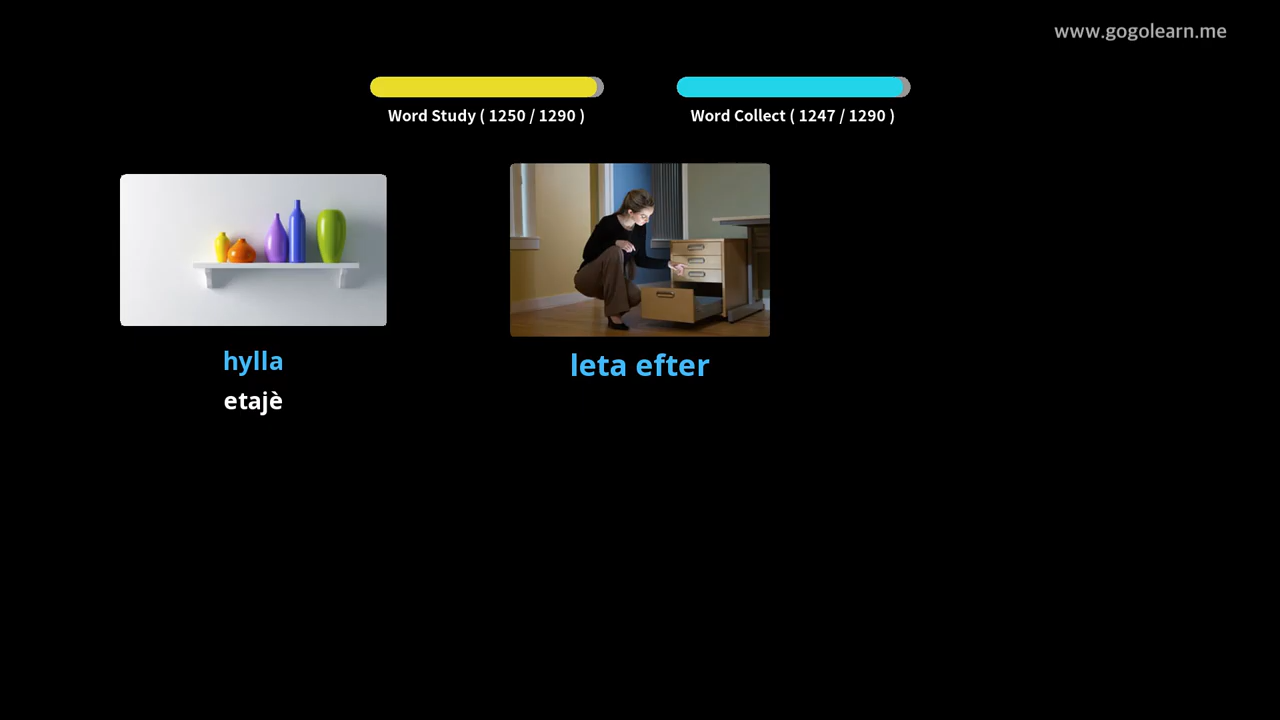 www.gogolearn.me
Word Study ( 1250 / 1290 )
Word Collect ( 1247 / 1290 )
hylla
etajè
leta efter